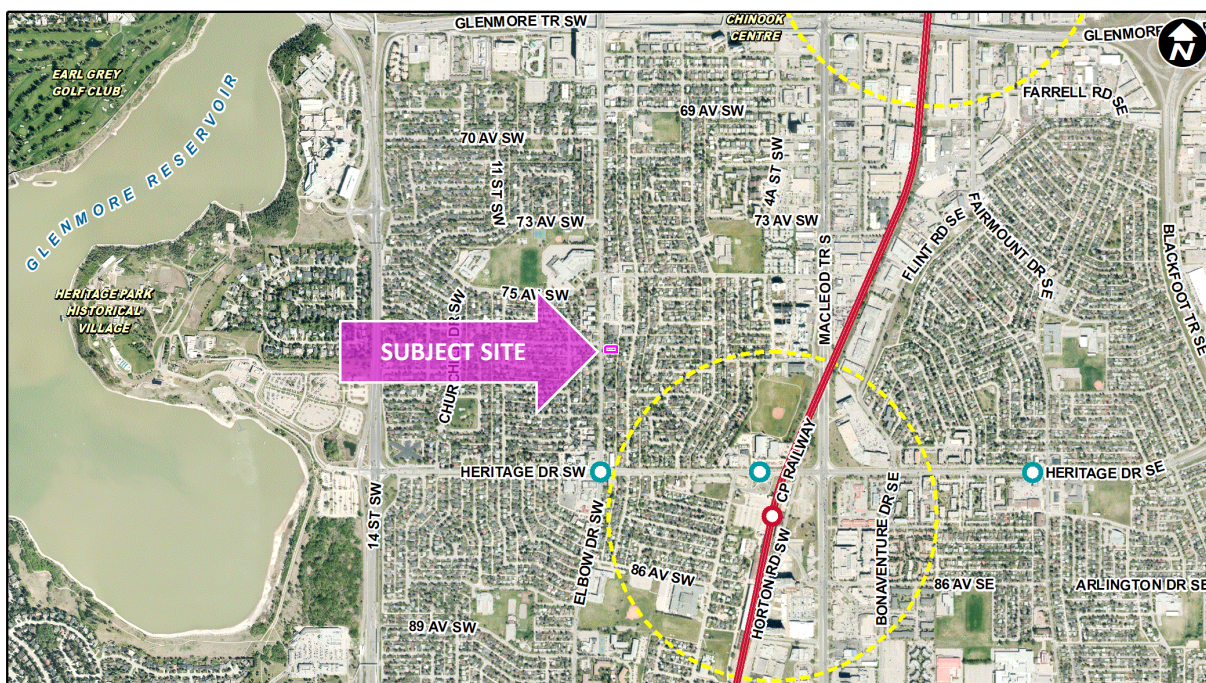 GLENMORE TR SW
CHINOOK
CENTRE
GLENMORE
N
EARL GREY
GOLF CLUB
FARRELL RD SE
69 AV SW
70 AV SW
GLENMORE RESERVOIR
11 ST SW
4A ST SW
73 AV SW
73 AV SW
FAIRMOUNT DR SE
FLINT RD SE
BLACKFOOT TR SE
MACLEOD TR S
HERITAGE PARK
HISTORICAL
VILLAGE
75 AV SW
CHURCHILL DR SW
SUBJECT SITE
CP RAILWAY
HERITAGE DR SW
HERITAGE DR SE
14 ST SW
ELBOW DR SW
HORTON RD SW
BONAVENTURE DR SE
86 AV SW
86 AV SE
ARLINGTON DR SE
89 AV SW